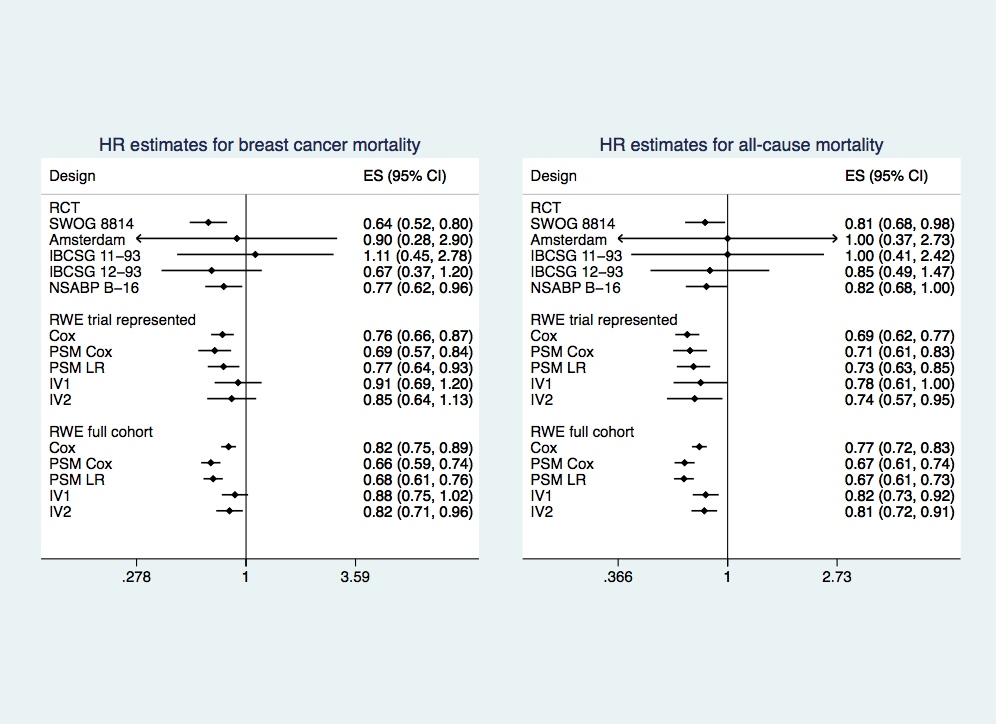 HR estimates for breast cancer mortality
Design ES (95% CI)
RCT
SWOG 8814 0.64 (0.52, 0.80)
Amsterdam 0.90 (0.28, 2.90)
IBCSG 11–93 1.11 (0.45, 2.78)
IBCSG 12–93 0.67 (0.37, 1.20)
NSABP B–16 0.77 (0.62, 0.96)
RWE trial represented
Cox 0.76 (0.66, 0.87)
PSM Cox 0.69 (0.57, 0.84)
PSM LR 0.77 (0.64, 0.93)
IV1 0.91 (0.69, 1.20)
IV2 0.85 (0.64, 1.13)
RWE full cohort
Cox 0.82 (0.75, 0.89)
PSM Cox 0.66 (0.59, 0.74)
PSM LR 0.68 (0.61, 0.76)
IV1 0.88 (0.75, 1.02)
IV2 0.82 (0.71, 0.96)
.278 1 3.59
HR estimates for all-cause mortality
Design ES (95% CI)
RCT
SWOG 8814 0.81 (0.68, 0.98)
Amsterdam 1.00 (0.37, 2.73)
IBCSG 11–93 1.00 (0.41, 2.42)
IBCSG 12–93 0.85 (0.49, 1.47)
NSABP B–16 0.82 (0.68, 1.00)
RWE trial represented
Cox 0.69 (0.62, 0.77)
PSM Cox 0.71 (0.61, 0.83)
PSM LR 0.73 (0.63, 0.85)
IV1 0.78 (0.61, 1.00)
IV2 0.74 (0.57, 0.95)
RWE full cohort
Cox 0.77 (0.72, 0.83)
PSM Cox 0.67 (0.61, 0.74)
PSM LR 0.67 (0.61, 0.73)
IV1 0.82 (0.73, 0.92)
IV2 0.81 (0.72, 0.91)
.366 1 2.73